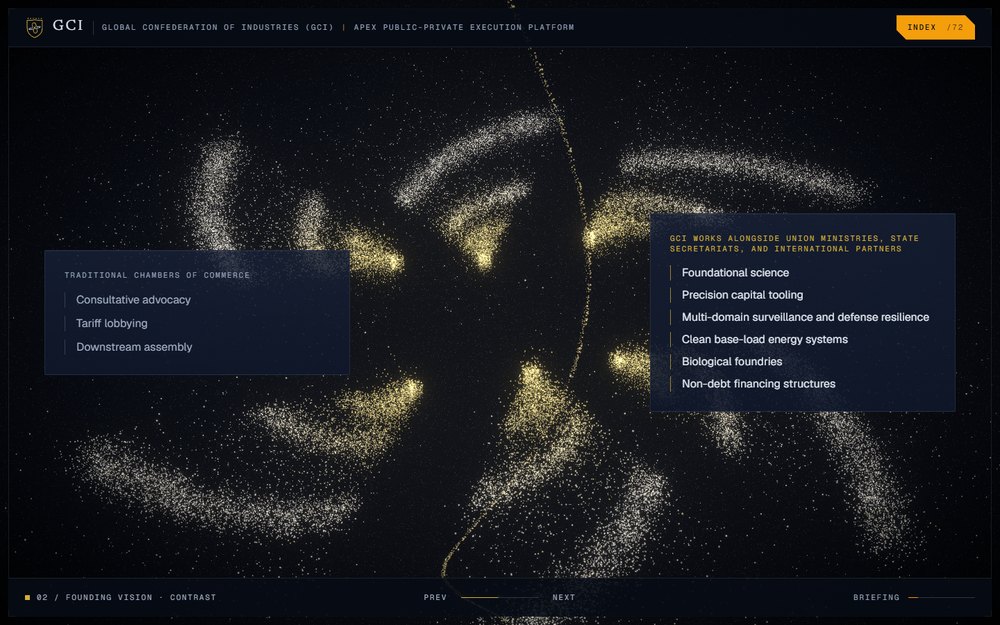 GCI
GLOBAL CONFEDERATION OF INDUSTRIES (GCI) | APEX PUBLIC-PRIVATE EXECUTION PLATFORM
INDEX /72
TRADITIONAL CHAMBERS OF COMMERCE
Consultative advocacy
Tariff lobbying
Downstream assembly
GCI WORKS ALONGSIDE UNION MINISTRIES, STATE
SECRETARIATS, AND INTERNATIONAL PARTNERS
Foundational science
Precision capital tooling
Multi-domain surveillance and defense resilience
Clean base-load energy systems
Biological foundries
Non-debt financing structures
02 / FOUNDING VISION · CONTRAST
PREV
NEXT
BRIEFING